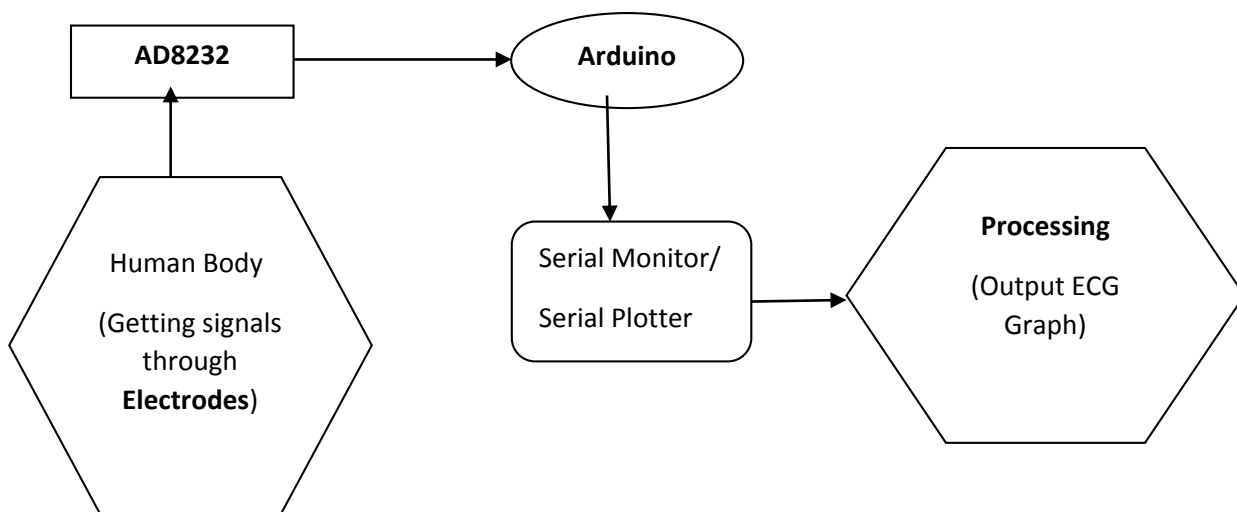 AD8232
Arduino
Human Body
(Getting signals
through
Electrodes)
Serial Monitor/
Serial Plotter
Processing
(Output ECG
Graph)